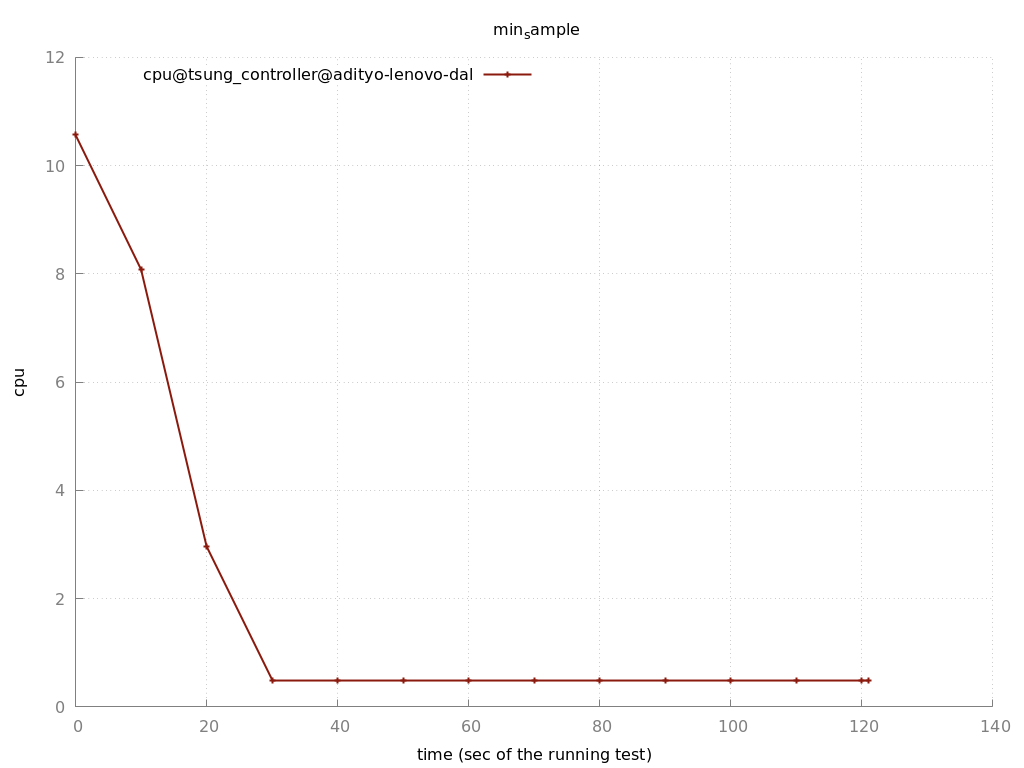 min_sample
cpu@tsung_controller@adityo-lenovo-dal
12
10
8
6
4
2
0
cpu
0 20 40 60 80 100 120 140
time (sec of the running test)